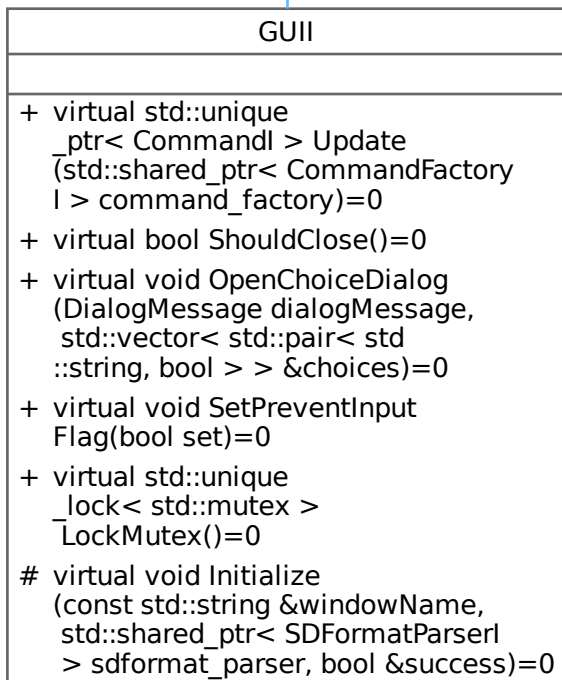 GUII
+ virtual std::unique
_ptr< CommandI > Update
(std::shared_ptr< CommandFactory
I > command_factory)=0
+ virtual bool ShouldClose()=0
+ virtual void OpenChoiceDialog
(DialogMessage dialogMessage,
std::vector< std::pair< std
::string, bool > > &choices)=0
+ virtual void SetPreventInput
Flag(bool set)=0
+ virtual std::unique
_lock< std::mutex >
LockMutex()=0
# virtual void Initialize
(const std::string &windowName,
std::shared_ptr< SDFormatParserI
> sdformat_parser, bool &success)=0